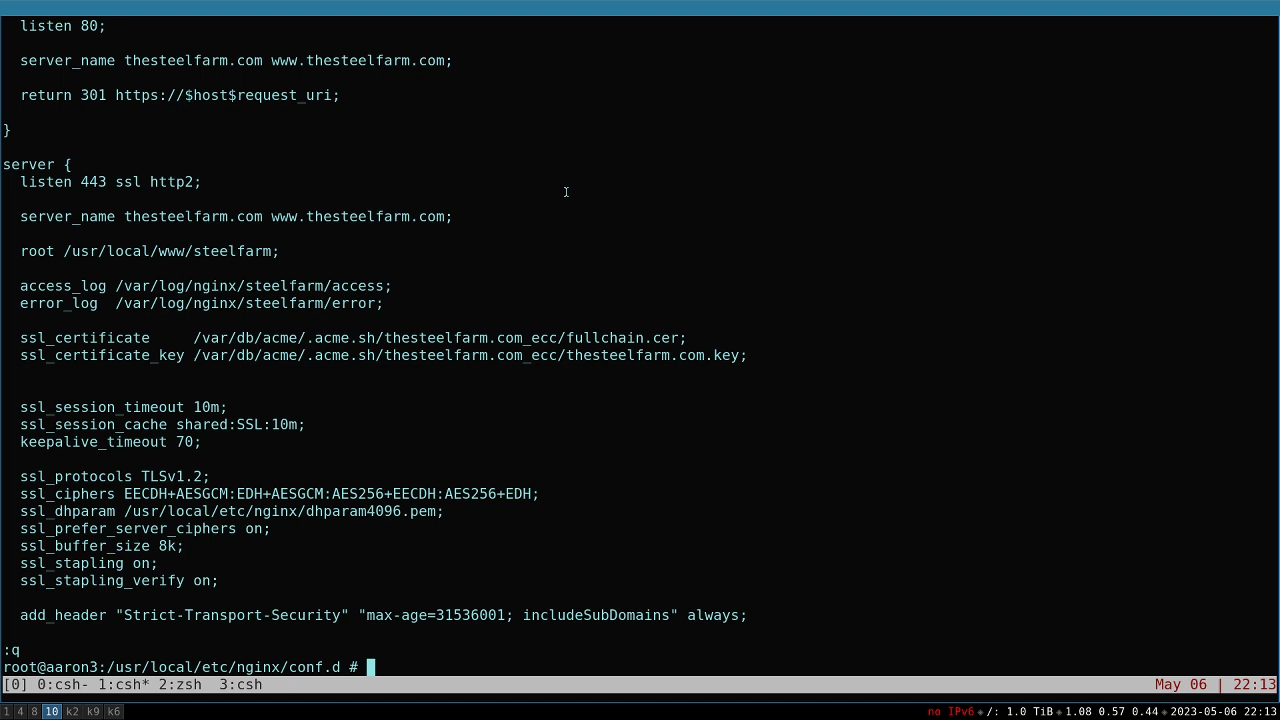 listen 80;
server_name thesteelfarm.com www.thesteelfarm.com;
return 301 https://$host$request_uri;
}
server {
listen 443 ssl http2;
server_name thesteelfarm.com www.thesteelfarm.com;
root /usr/local/www/steelfarm;
access_log /var/log/nginx/steelfarm/access;
error_log  /var/log/nginx/steelfarm/error;
ssl_certificate     /var/db/acme/.acme.sh/thesteelfarm.com_ecc/fullchain.cer;
ssl_certificate_key /var/db/acme/.acme.sh/thesteelfarm.com_ecc/thesteelfarm.com.key;
ssl_session_timeout 10m;
ssl_session_cache shared:SSL:10m;
keepalive_timeout 70;
ssl_protocols TLSv1.2;
ssl_ciphers EECDH+AESGCM:EDH+AESGCM:AES256+EECDH:AES256+EDH;
ssl_dhparam /usr/local/etc/nginx/dhparam4096.pem;
ssl_prefer_server_ciphers on;
ssl_buffer_size 8k;
ssl_stapling on;
ssl_stapling_verify on;
add_header "Strict-Transport-Security" "max-age=31536001; includeSubDomains" always;
:q
root@aaron3:/usr/local/etc/nginx/conf.d #
[0] 0:csh- 1:csh* 2:zsh  3:csh May 06 | 22:13
1 4 8 10 k2 k9 k6 no IPv6✳/: 1.0 TiB✳1.08 0.57 0.44✳2023-05-06 22:13